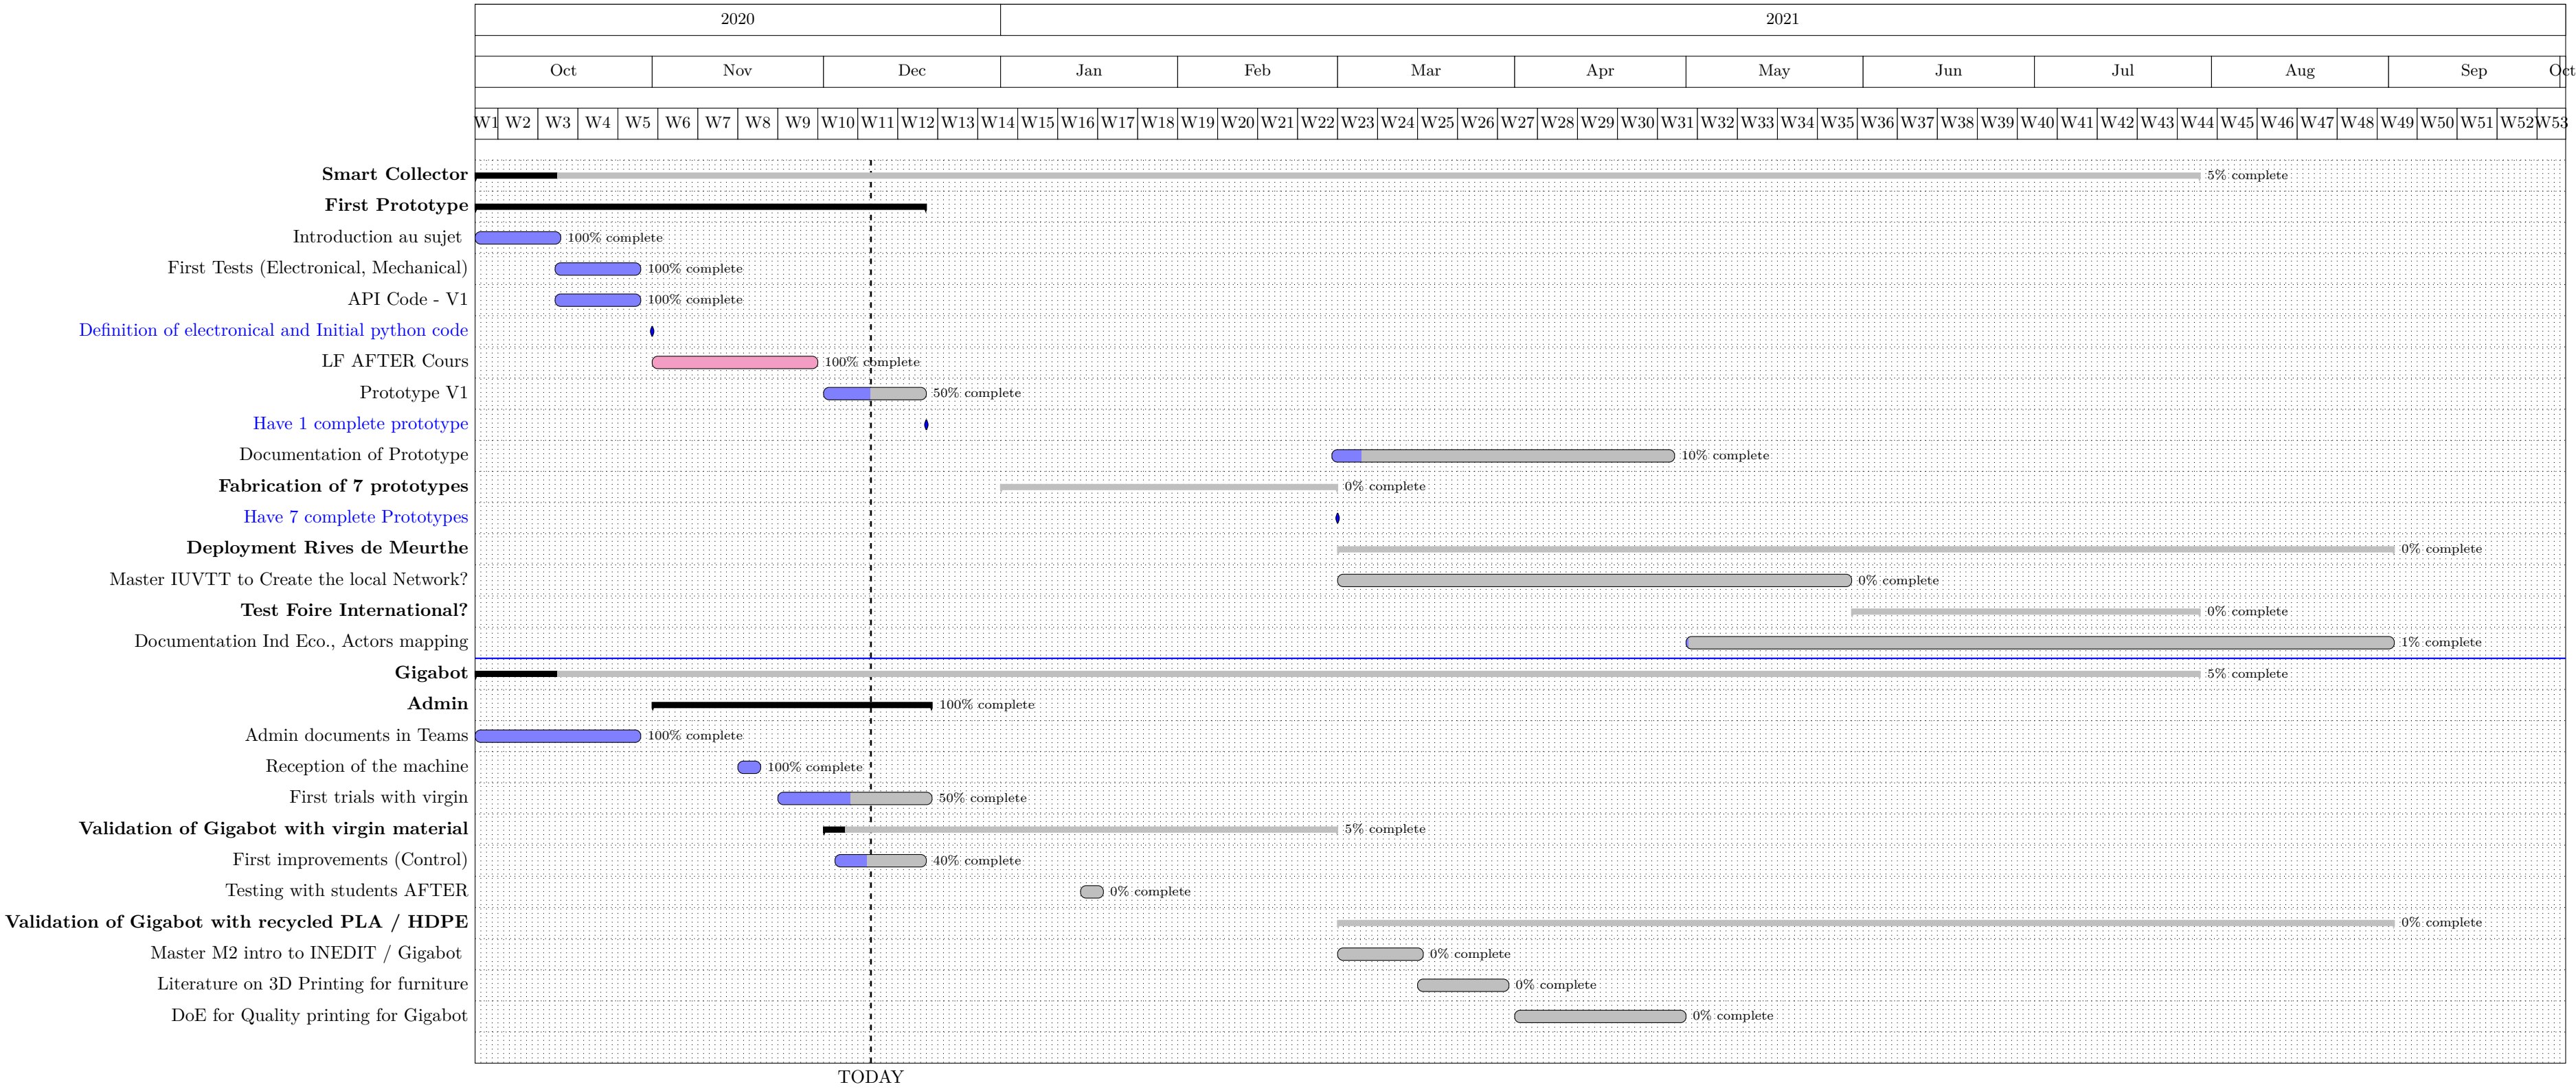 2020 2021
Oct Nov Dec Jan Feb Mar Apr May Jun Jul Aug Sep Oct
W1 W2 W3 W4 W5 W6 W7 W8 W9 W10 W11 W12 W13 W14 W15 W16 W17 W18 W19 W20 W21 W22 W23 W24 W25 W26 W27 W28 W29 W30 W31 W32 W33 W34 W35 W36 W37 W38 W39 W40 W41 W42 W43 W44 W45 W46 W47 W48 W49 W50 W51 W52 W53
Smart Collector 5% complete
First Prototype
Introduction au sujet 100% complete
First Tests (Electronical, Mechanical) 100% complete
API Code - V1 100% complete
Definition of electronical and Initial python code
LF AFTER Cours 100% complete
Prototype V1 50% complete
Have 1 complete prototype
Documentation of Prototype 10% complete
Fabrication of 7 prototypes 0% complete
Have 7 complete Prototypes
Deployment Rives de Meurthe 0% complete
Master IUVTT to Create the local Network? 0% complete
Test Foire International? 0% complete
Documentation Ind Eco., Actors mapping 1% complete
Gigabot 5% complete
Admin 100% complete
Admin documents in Teams 100% complete
Reception of the machine 100% complete
First trials with virgin 50% complete
Validation of Gigabot with virgin material 5% complete
First improvements (Control) 40% complete
Testing with students AFTER 0% complete
Validation of Gigabot with recycled PLA / HDPE 0% complete
Master M2 intro to INEDIT / Gigabot 0% complete
Literature on 3D Printing for furniture 0% complete
DoE for Quality printing for Gigabot 0% complete
TODAY